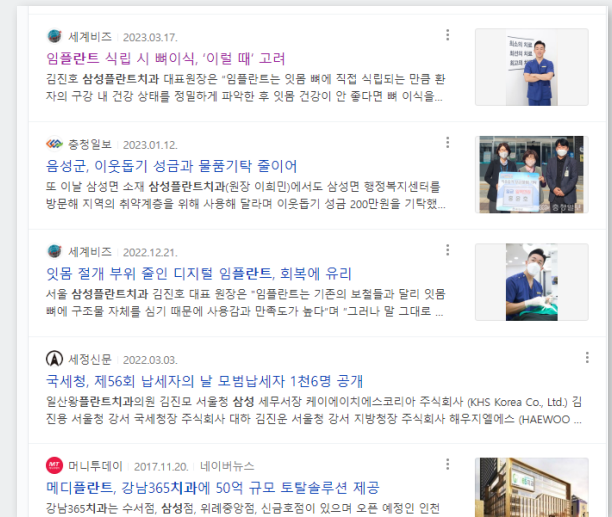 세계비즈 2023.03.17.
임플란트 식립 시 뼈이식, '이럴 때' 고려
김진호 삼성플란트치과 대표원장은 "임플란트는 잇몸 뼈에 직접 식립되는 만큼 환
자의 구강 내 건강 상태를 정밀하게 파악한 후 잇몸 건강이 안 좋다면 뼈 이식을...
최소의 치료
최선의 치료
최고의
충청일보 2023.01.12.
음성군, 이웃돕기 성금과 물품기탁 줄이어
또 이날 삼성면 소재 삼성플란트치과(원장 이희민)에서도 삼성면 행정복지센터를
방문해 지역의 취약계층을 위해 사용해 달라며 이웃돕기 성금 200만원을 기탁했...
세계비즈 2022.12.21.
잇몸 절개 부위 줄인 디지털 임플란트, 회복에 유리
서울 삼성플란트치과 김진호 대표 원장은 "임플란트는 기존의 보철들과 달리 잇몸
뼈에 구조물 자체를 심기 때문에 사용감과 만족도가 높다"며 "그러나 말 그대로 ...
세정신문 2022.03.03.
국세청, 제56회 납세자의 날 모범납세자 1천6명 공개
일산왕플란트치과의원 김진모 서울청 삼성 세무서장 케이에이치에스코리아 주식회사 (KHS Korea Co., Ltd.) 김
진용 서울청 강서 국세청장 주식회사 대하 김진운 서울청 강서 지방청장 주식회사 해우지엘에스 (HAEWOO ...
MT 머니투데이 2017.11.20. 네이버뉴스
메디플란트, 강남365치과에 50억 규모 토탈솔루션 제공
강남365치과는 수서점, 삼성점, 위례중앙점, 신금호점이 있으며 오픈 예정인 인천